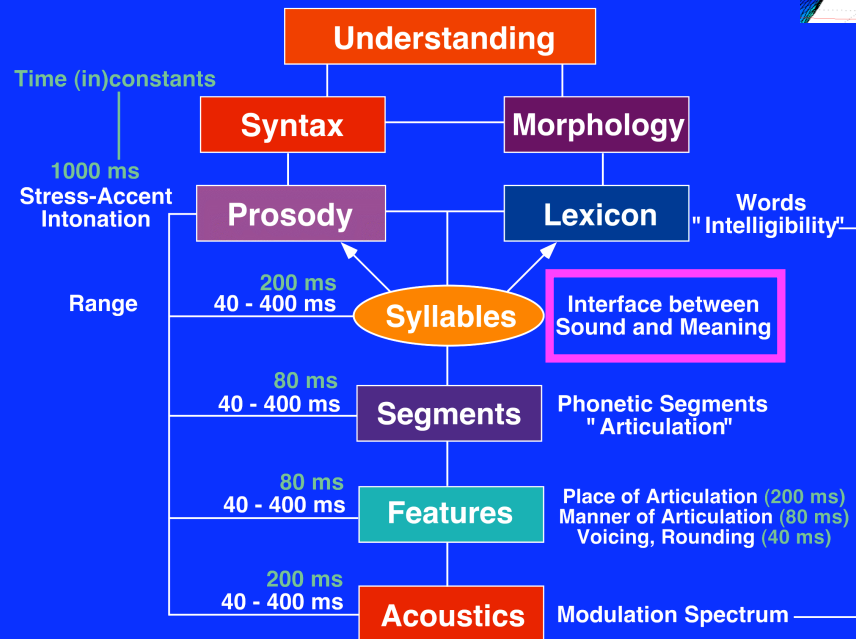 Understanding
Time (in)constants
Syntax
Morphology
1000 ms
Stress-Accent
Intonation
Prosody
Lexicon
Words
"Intelligibility"
Range
200 ms
40 - 400 ms
Syllables
Interface between
Sound and Meaning
80 ms
40 - 400 ms
Segments
Phonetic Segments
"Articulation"
80 ms
40 - 400 ms
Features
Place of Articulation (200 ms)
Manner of Articulation (80 ms)
Voicing, Rounding (40 ms)
200 ms
40 - 400 ms
Acoustics
Modulation Spectrum